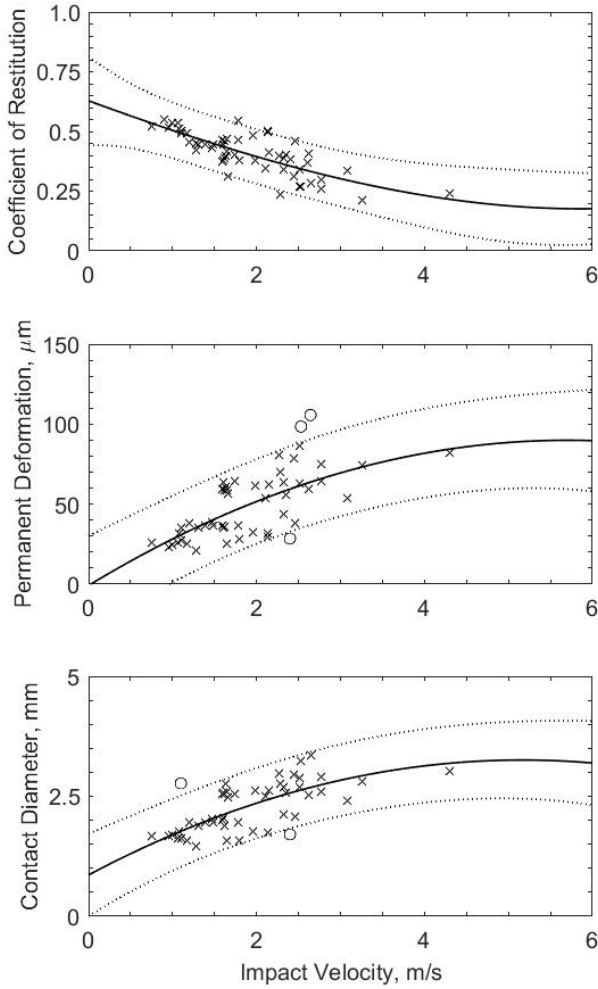 Coefficient of Restitution
1.0
0.75
0.5
0.25
0
0 2 4 6
Permanent Deformation, μm
150
100
50
0
0 2 4 6
Contact Diameter, mm
5
2.5
0
0 2 4 6
Impact Velocity, m/s